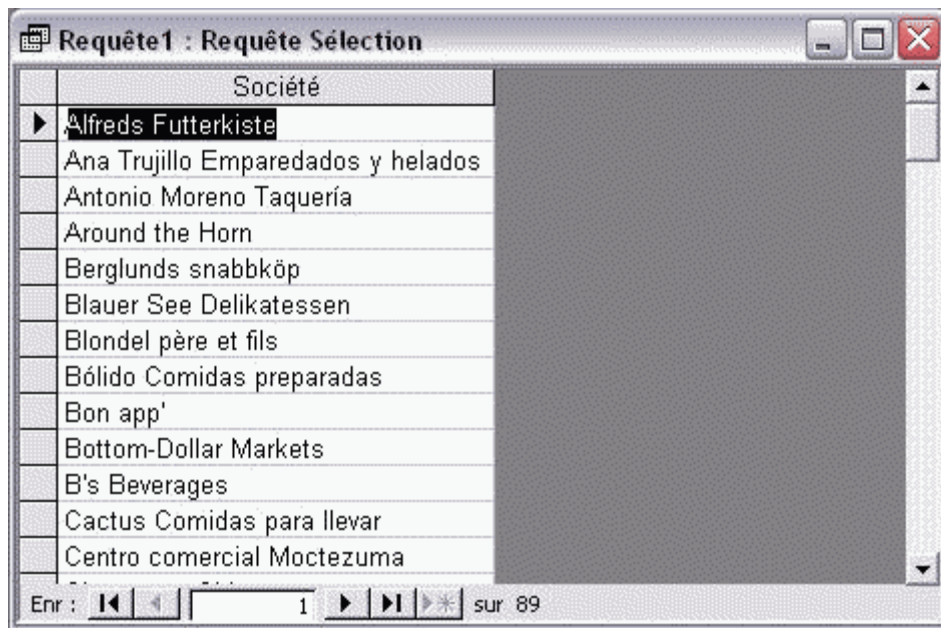 Requête1 : Requête Sélection
Société
Alfreds Futterkiste
Ana Trujillo Emparedados y helados
Antonio Moreno Taquería
Around the Horn
Berglunds snabbköp
Blauer See Delikatessen
Blondel père et fils
Bólido Comidas preparadas
Bon app'
Bottom-Dollar Markets
B's Beverages
Cactus Comidas para llevar
Centro comercial Moctezuma
Enr : 1 sur 89